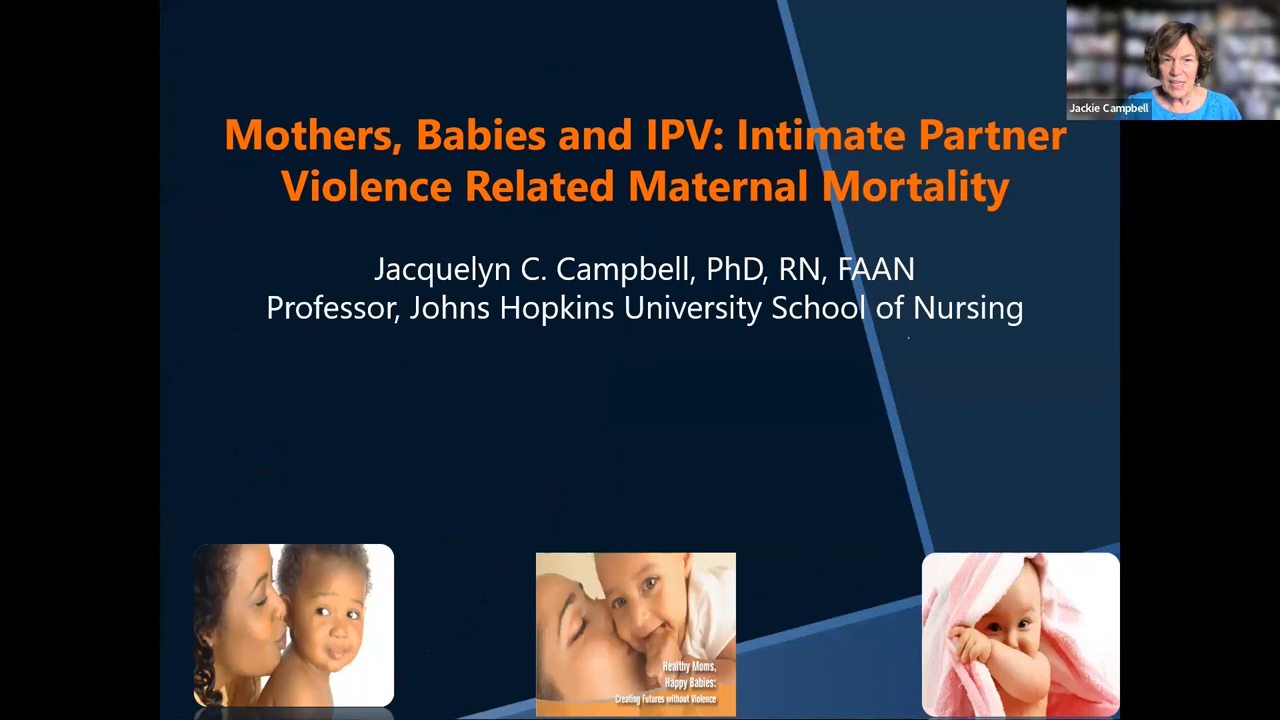 Jackie Campbell
Mothers, Babies and IPV: Intimate Partner
Violence Related Maternal Mortality
Jacquelyn C. Campbell, PhD, RN, FAAN
Professor, Johns Hopkins University School of Nursing
Healthy Moms,
Happy Babies:
Creating Futures without Violence